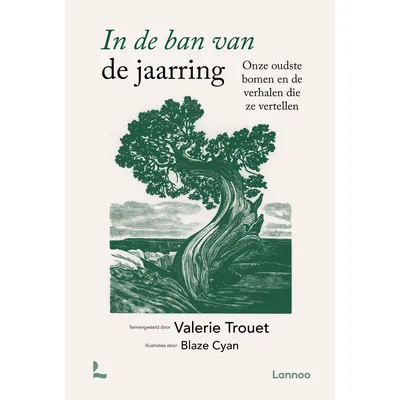 In de ban van
de jaarring
Onze oudste
bomen en de
verhalen die
ze vertellen
Samengesteld door Valerie Trouet
Illustraties door Blaze Cyan
L
Lannoo